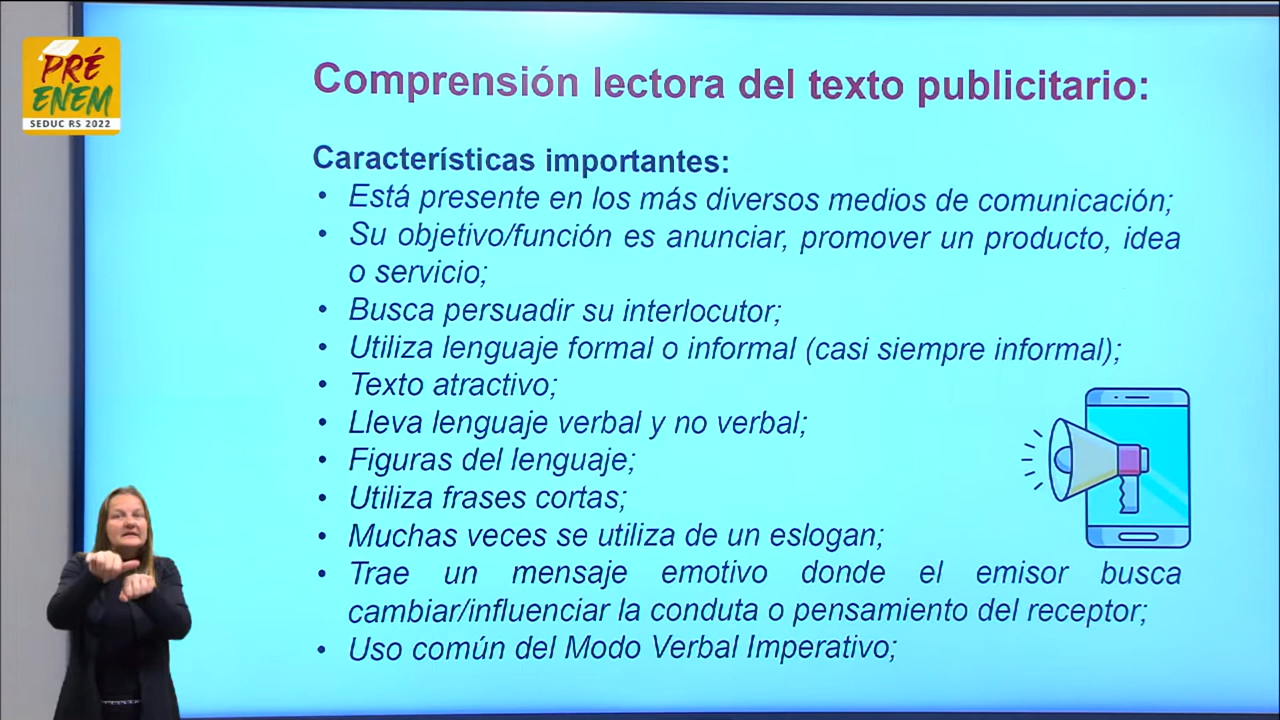 PRÉ
ENEM
SEDUC RS 2022
Comprensión lectora del texto publicitario:
Características importantes:
• Está presente en los más diversos medios de comunicación;
• Su objetivo/función es anunciar, promover un producto, idea
o servicio;
• Busca persuadir su interlocutor;
• Utiliza lenguaje formal o informal (casi siempre informal);
• Texto atractivo;
• Lleva lenguaje verbal y no verbal;
• Figuras del lenguaje;
• Utiliza frases cortas;
• Muchas veces se utiliza de un eslogan;
• Trae un mensaje emotivo donde el emisor busca
cambiar/influenciar la conduta o pensamiento del receptor;
• Uso común del Modo Verbal Imperativo;